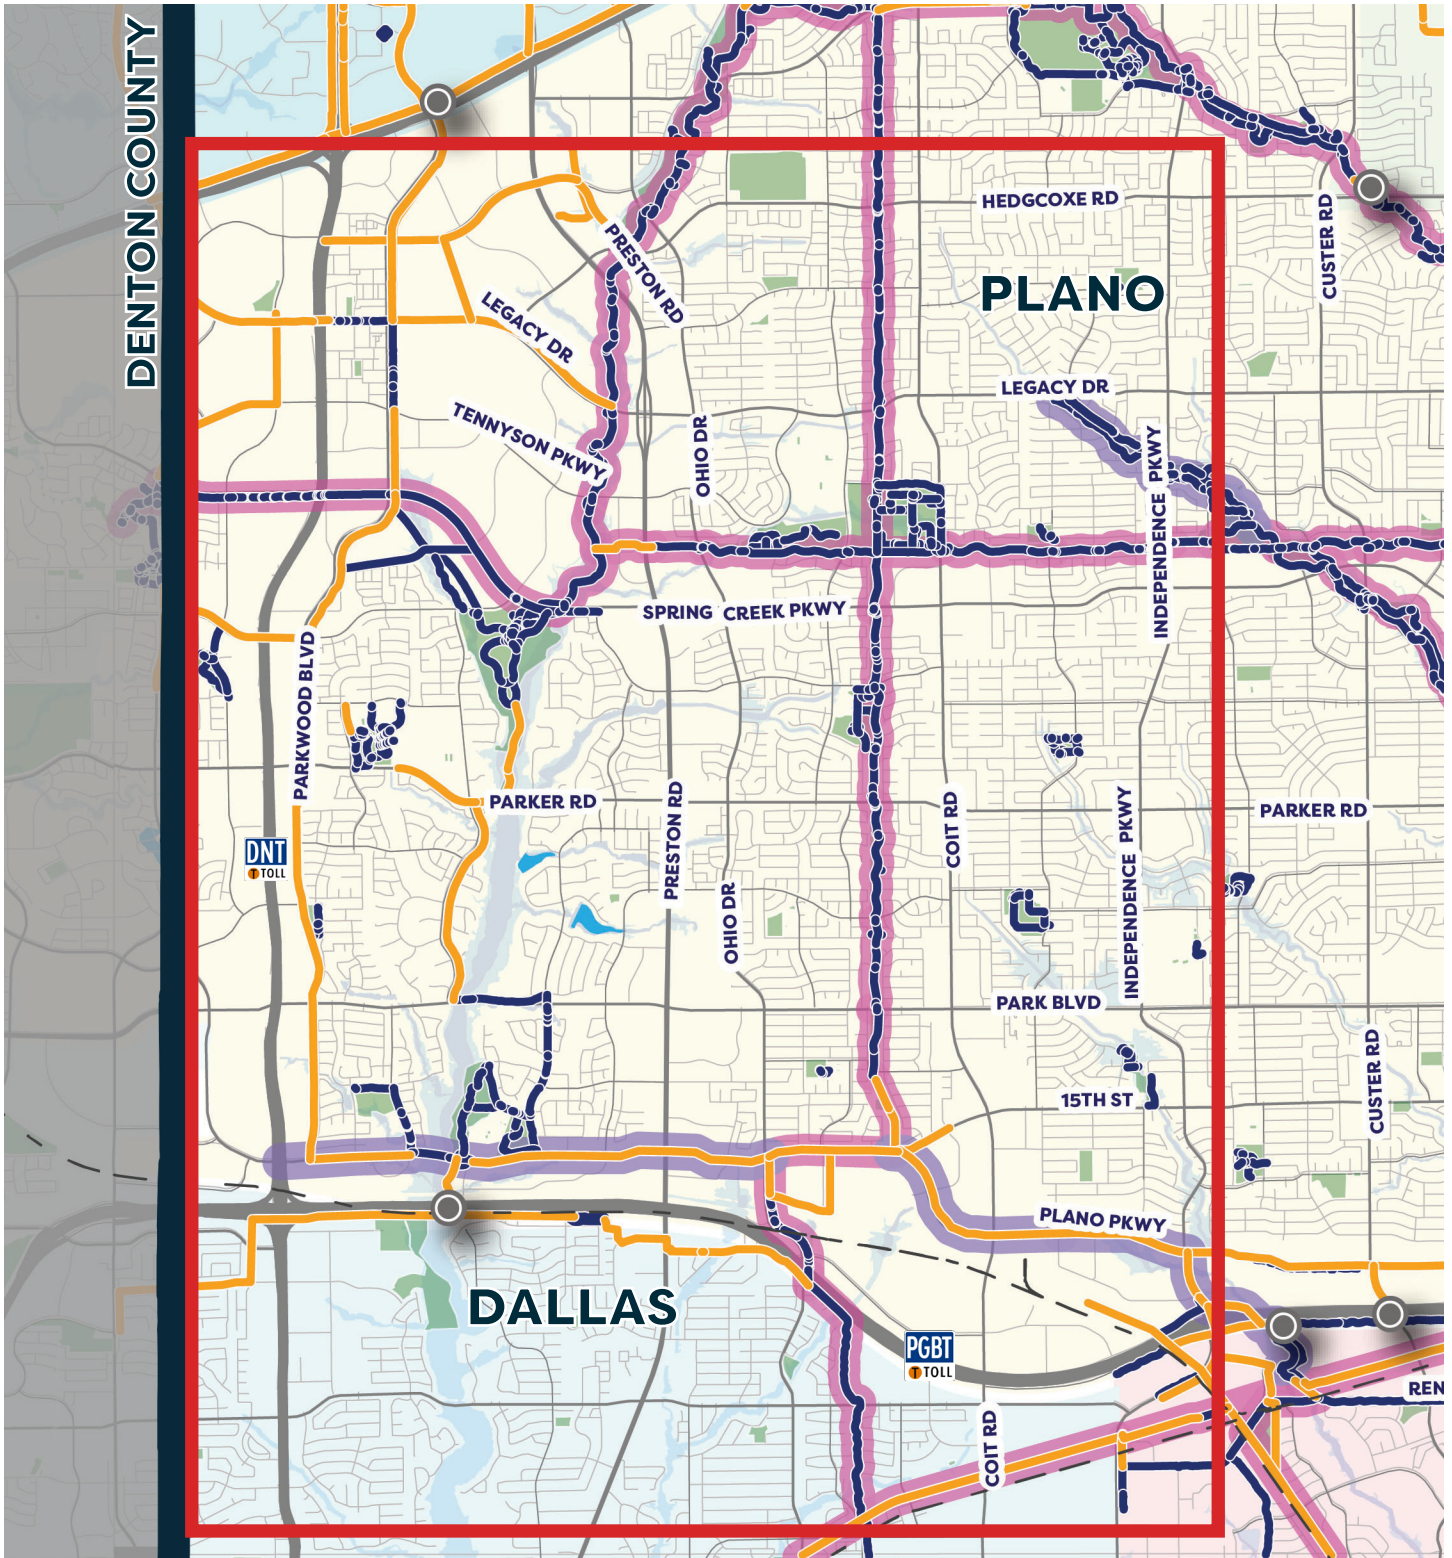 DENTON COUNTY
HEDGCOXE RD
CUSTER RD
PRESTON RD
PLANO
LEGACY DR
LEGACY DR
TENNYSON PKWY
OHIO DR
INDEPENDENCE PKWY
SPRING CREEK PKWY
PARKWOOD BLVD
PARKER RD
PRESTON RD
COIT RD
INDEPENDENCE PKWY
PARKER RD
DNT
TOLL
OHIO DR
PARK BLVD
CUSTER RD
15TH ST
PLANO PKWY
DALLAS
PGBT
TOLL
COIT RD
REN